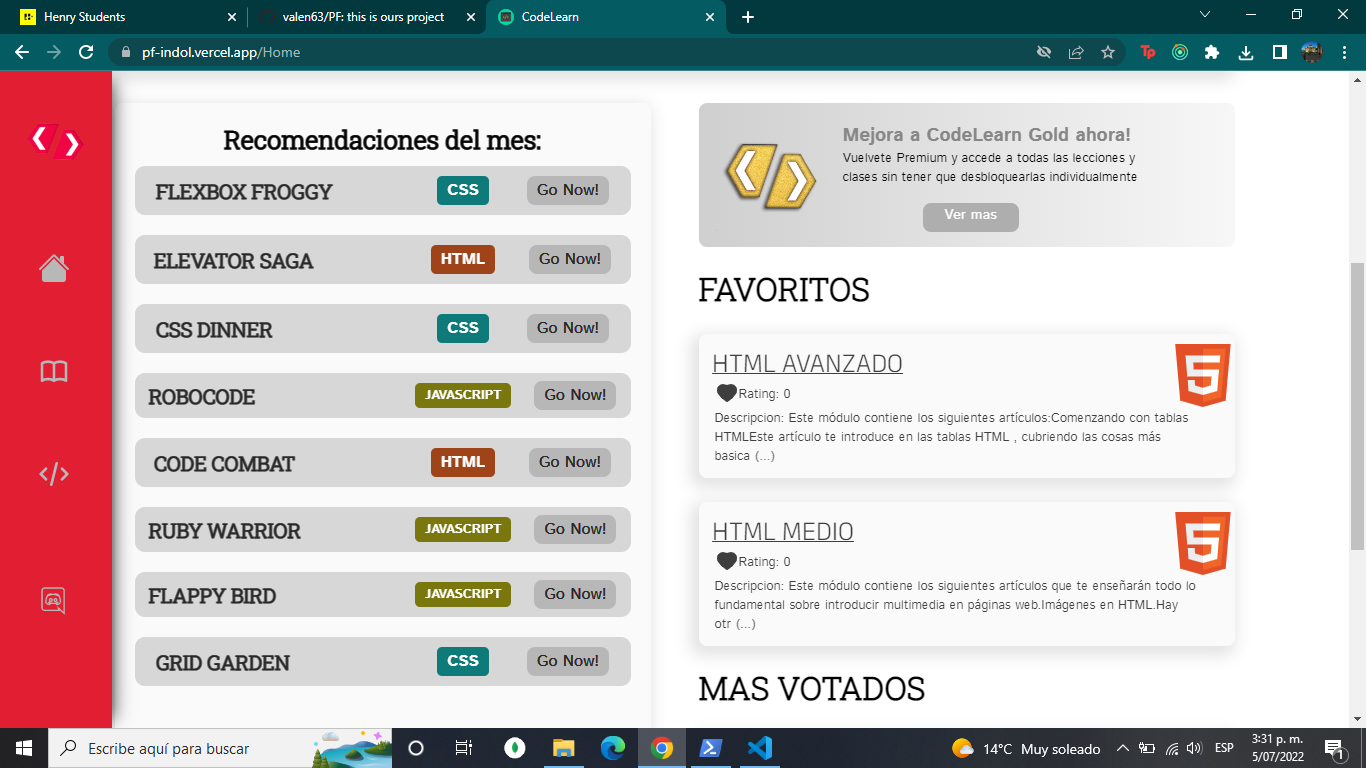 Henry Students
valen63/PF: this is ours project
CodeLearn
pf-indol.vercel.app/Home
Recomendaciones del mes:
FLEXBOX FROGGY CSS Go Now!
ELEVATOR SAGA HTML Go Now!
CSS DINNER CSS Go Now!
ROBOCODE JAVASCRIPT Go Now!
CODE COMBAT HTML Go Now!
RUBY WARRIOR JAVASCRIPT Go Now!
FLAPPY BIRD JAVASCRIPT Go Now!
GRID GARDEN CSS Go Now!
Mejora a CodeLearn Gold ahora!
Vuelvete Premium y accede a todas las lecciones y
clases sin tener que desbloquearlas individualmente
Ver mas
FAVORITOS
HTML AVANZADO
Rating: 0
Descripcion: Este módulo contiene los siguientes artículos:Comenzando con tablas
HTMLEste artículo te introduce en las tablas HTML , cubriendo las cosas más
basica (...)
HTML MEDIO
Rating: 0
Descripcion: Este módulo contiene los siguientes artículos que te enseñarán todo lo
fundamental sobre introducir multimedia en páginas web.Imágenes en HTML.Hay
otr (...)
MAS VOTADOS
Escribe aquí para buscar
14°C Muy soleado
ESP
3:31 p. m.
5/07/2022
1